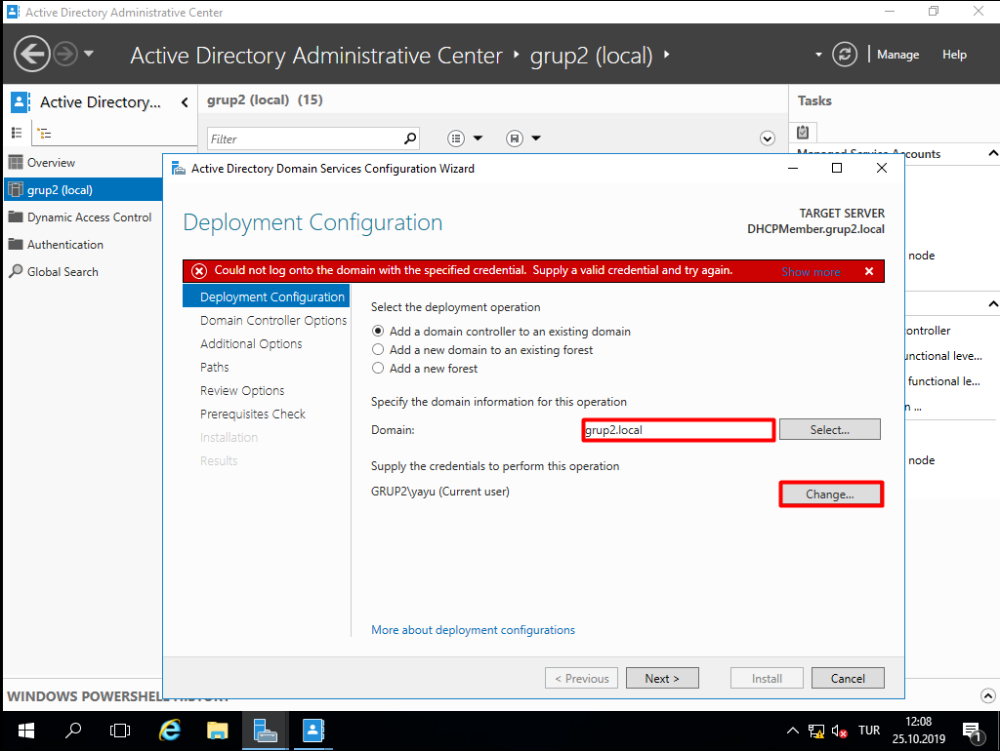 Active Directory Administrative Center
Active Directory Administrative Center • grup2 (local) •
Manage
Help
Active Directory...
grup2 (local) (15)
Tasks
Filter
Managed Service Accounts
Overview
grup2 (local)
Dynamic Access Control
Authentication
Global Search
node
ontroller
unctional leve...
functional le...
n ...
node
Active Directory Domain Services Configuration Wizard
Deployment Configuration
TARGET SERVER
DHCPMember.grup2.local
Could not log onto the domain with the specified credential. Supply a valid credential and try again.
Show more
Deployment Configuration
Domain Controller Options
Additional Options
Paths
Review Options
Prerequisites Check
Installation
Results
Select the deployment operation
Add a domain controller to an existing domain
Add a new domain to an existing forest
Add a new forest
Specify the domain information for this operation
Domain:
grup2.local
Select...
Supply the credentials to perform this operation
GRUP2\yayu (Current user)
Change...
More about deployment configurations
< Previous
Next >
Install
Cancel
WINDOWS POWERSHELL HISTORY
TUR
12:08
25.10.2019
1